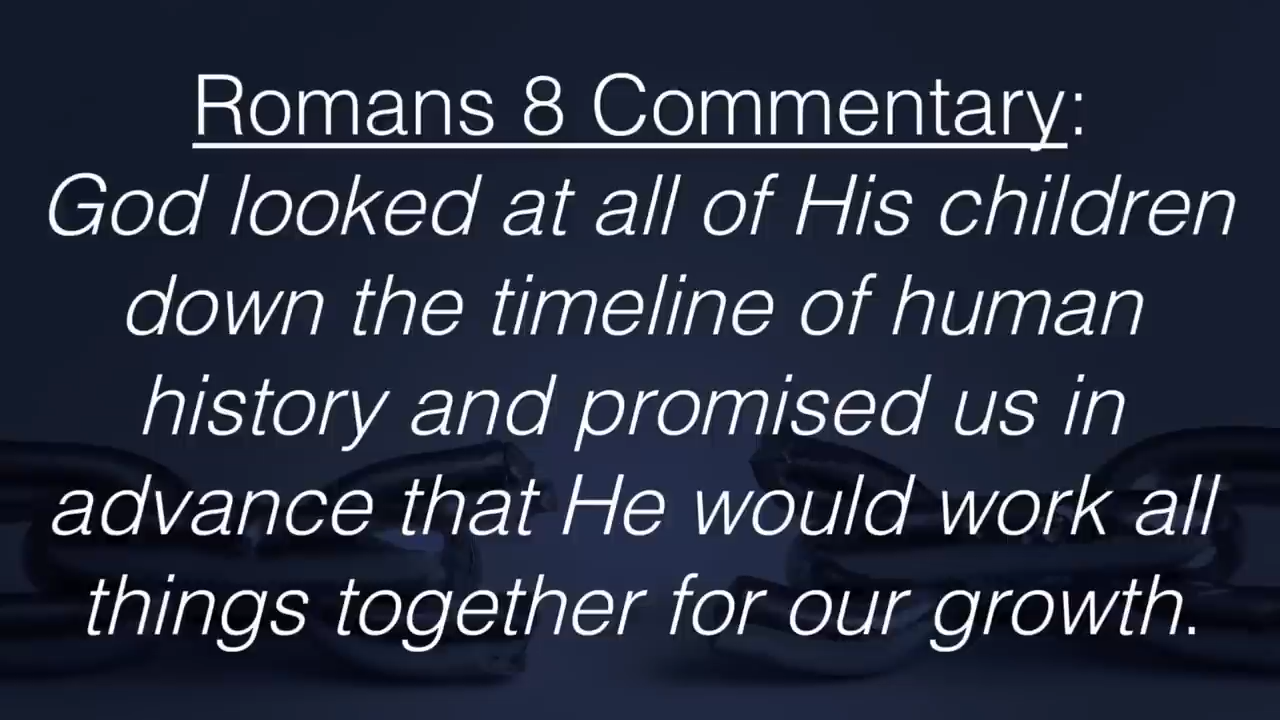 Romans 8 Commentary:
God looked at all of His children
down the timeline of human
history and promised us in
advance that He would work all
things together for our growth.